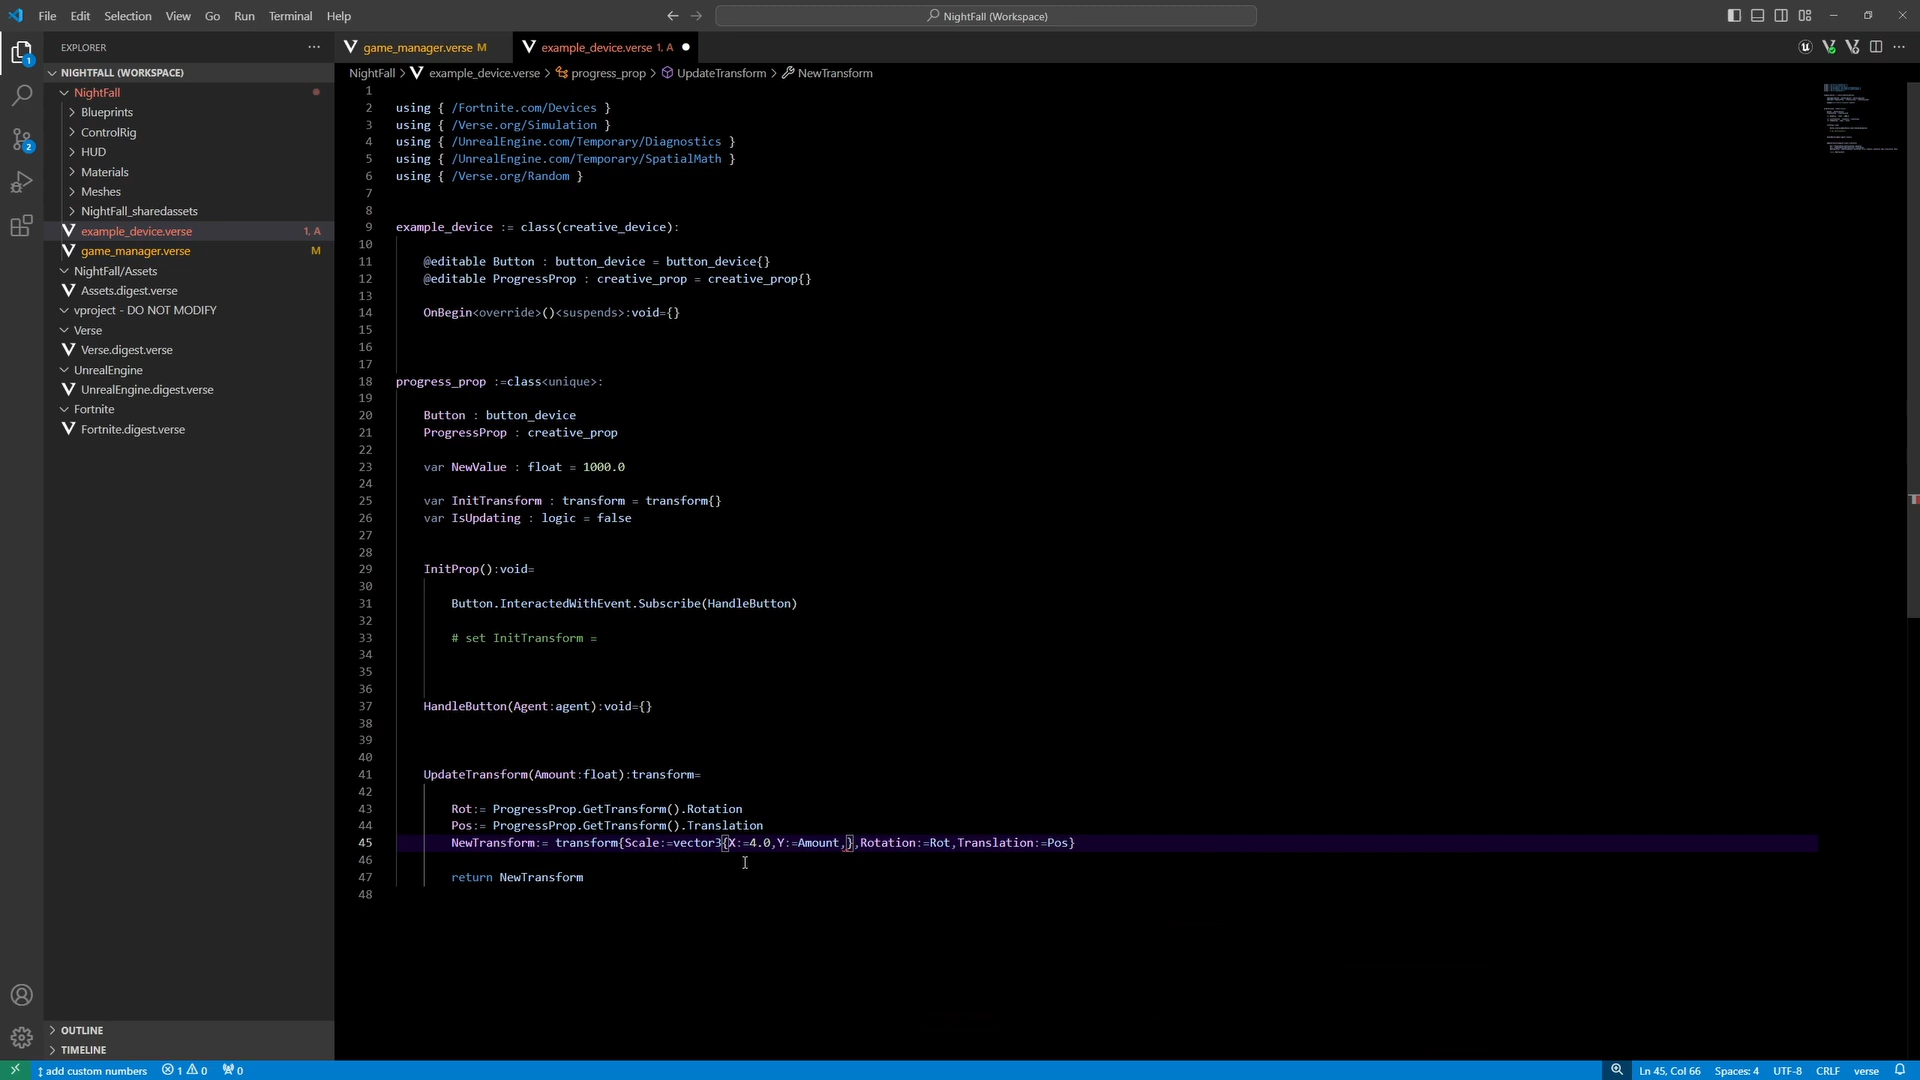 File Edit Selection View Go Run Terminal Help
NightFall (Workspace)
EXPLORER
game_manager.verse M
example_device.verse 1, A
NIGHTFALL (WORKSPACE)
NightFall
Blueprints
ControlRig
HUD
Materials
Meshes
NightFall_sharedassets
example_device.verse 1, A
game_manager.verse M
NightFall/Assets
Assets.digest.verse
vproject - DO NOT MODIFY
Verse
Verse.digest.verse
UnrealEngine
UnrealEngine.digest.verse
Fortnite
Fortnite.digest.verse
OUTLINE
TIMELINE
1
2
NightFall > example_device.verse > progress_prop > UpdateTransform > NewTransform
1
2 using { /Fortnite.com/Devices }
3 using { /Verse.org/Simulation }
4 using { /UnrealEngine.com/Temporary/Diagnostics }
5 using { /UnrealEngine.com/Temporary/SpatialMath }
6 using { /Verse.org/Random }
7
8
9 example_device := class(creative_device):
10
11 @editable Button : button_device = button_device{}
12 @editable ProgressProp : creative_prop = creative_prop{}
13
14 OnBegin<override>()<suspends>:void={}
15
16
17
18 progress_prop :=class<unique>:
19
20 Button : button_device
21 ProgressProp : creative_prop
22
23 var NewValue : float = 1000.0
24
25 var InitTransform : transform = transform{}
26 var IsUpdating : logic = false
27
28
29 InitProp():void=
30
31 Button.InteractedWithEvent.Subscribe(HandleButton)
32
33 # set InitTransform =
34
35
36
37 HandleButton(Agent:agent):void={}
38
39
40
41 UpdateTransform(Amount:float):transform=
42
43 Rot:= ProgressProp.GetTransform().Rotation
44 Pos:= ProgressProp.GetTransform().Translation
45 NewTransform:= transform{Scale:=vector3{X:=4.0,Y:=Amount,},Rotation:=Rot,Translation:=Pos}
46
47 return NewTransform
48
add custom numbers 1 0 0
Ln 45, Col 66 Spaces: 4 UTF-8 CRLF verse